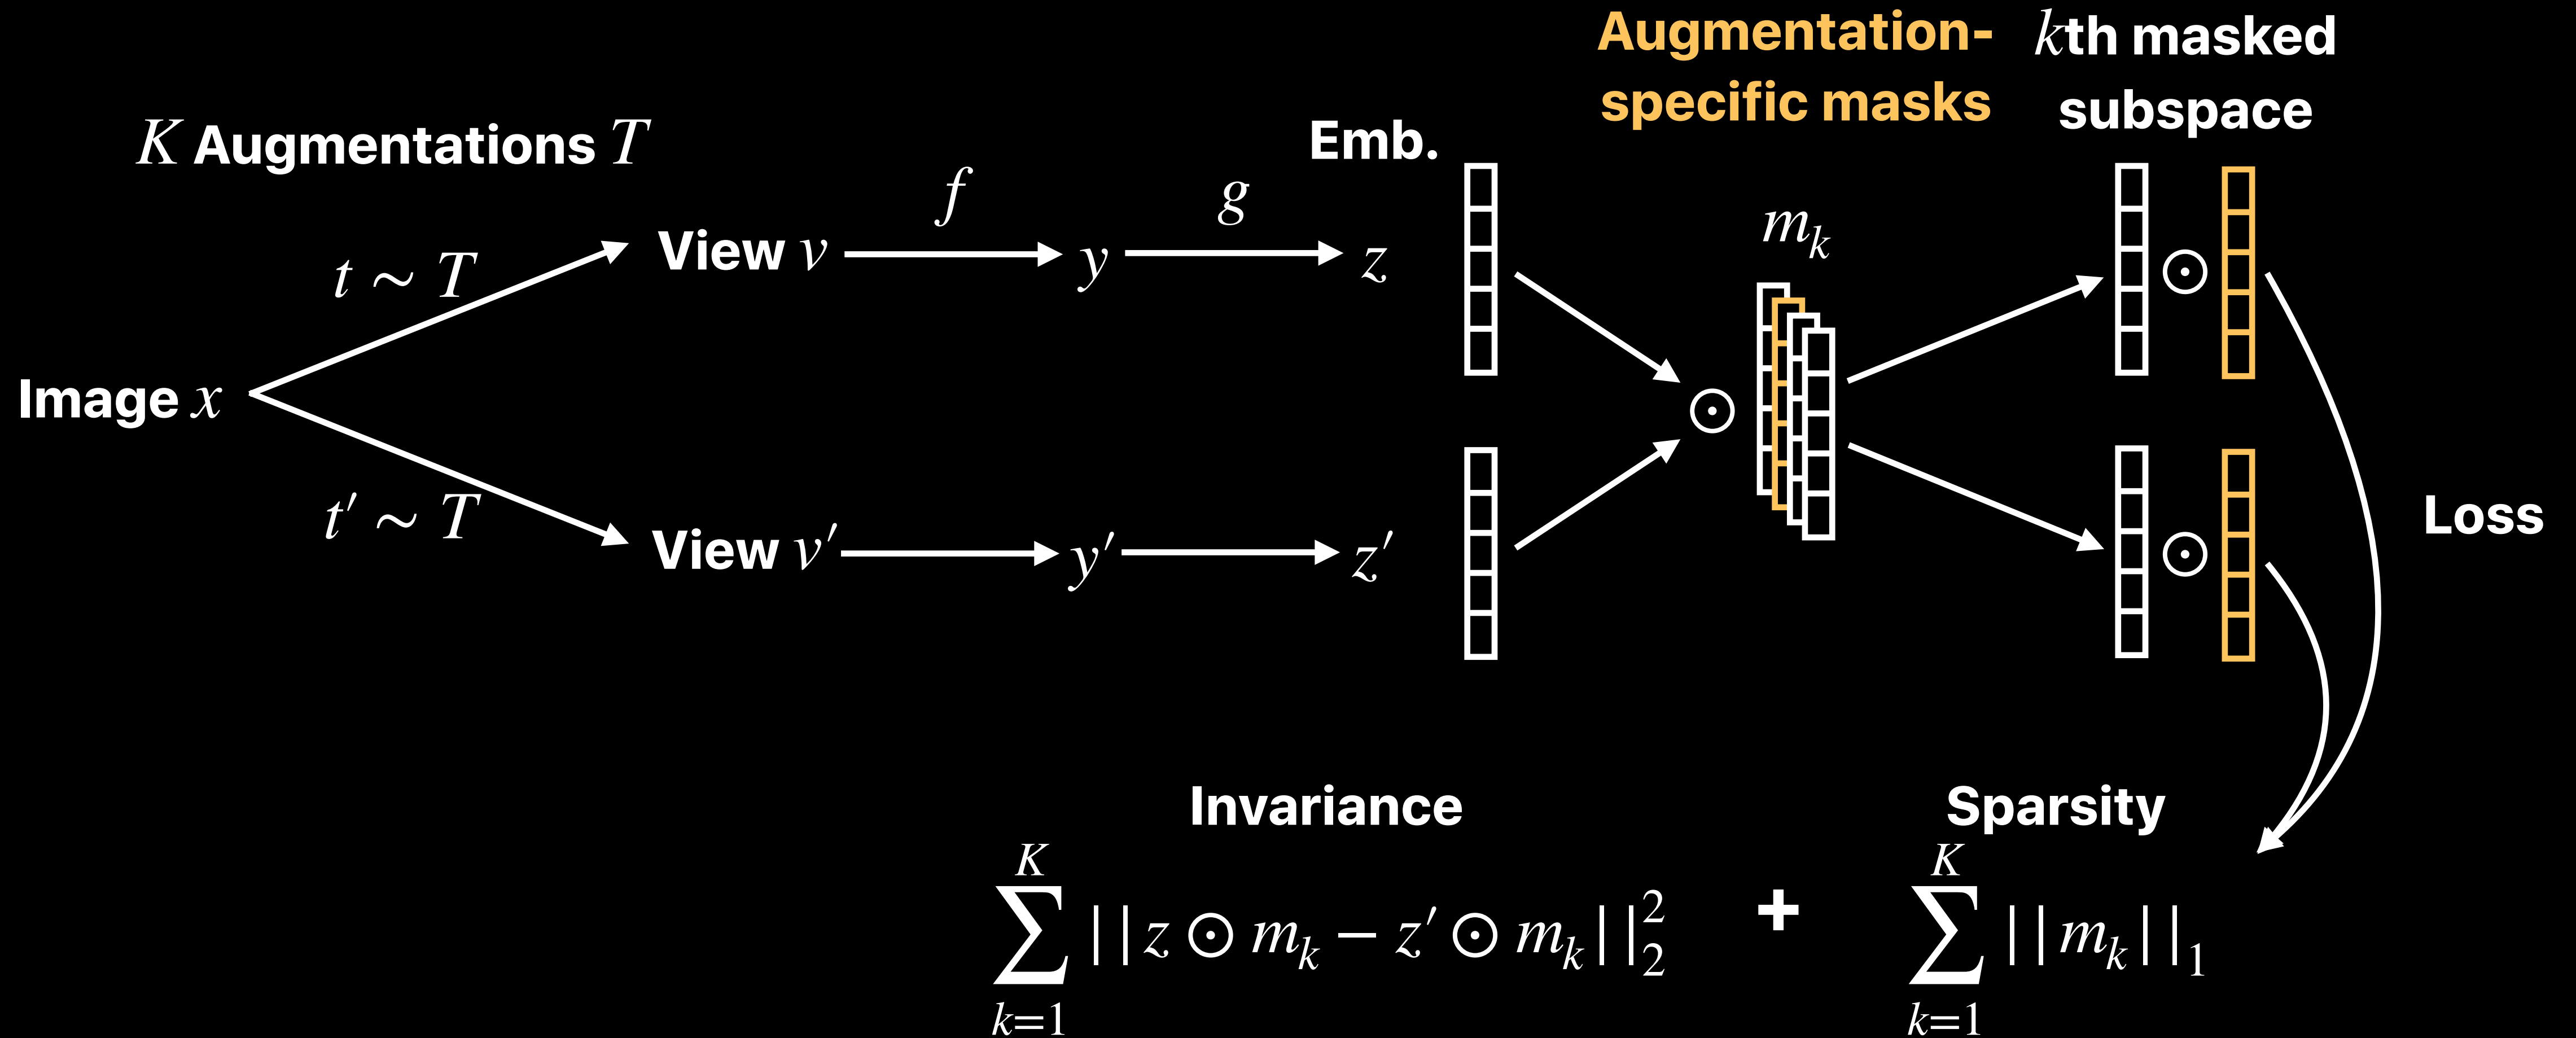 Augmentation-
specific masks
kth masked
subspace
K Augmentations T
Emb.
f
g
m_k
t ~ T
View v
y
z
⊙
Image x
⊙
t′ ~ T
View v′
y′
z′
⊙
Loss
Invariance
Sparsity
∑_{k=1}^{K} ||z ⊙ m_k − z′ ⊙ m_k||_2^2 + ∑_{k=1}^{K} ||m_k||_1